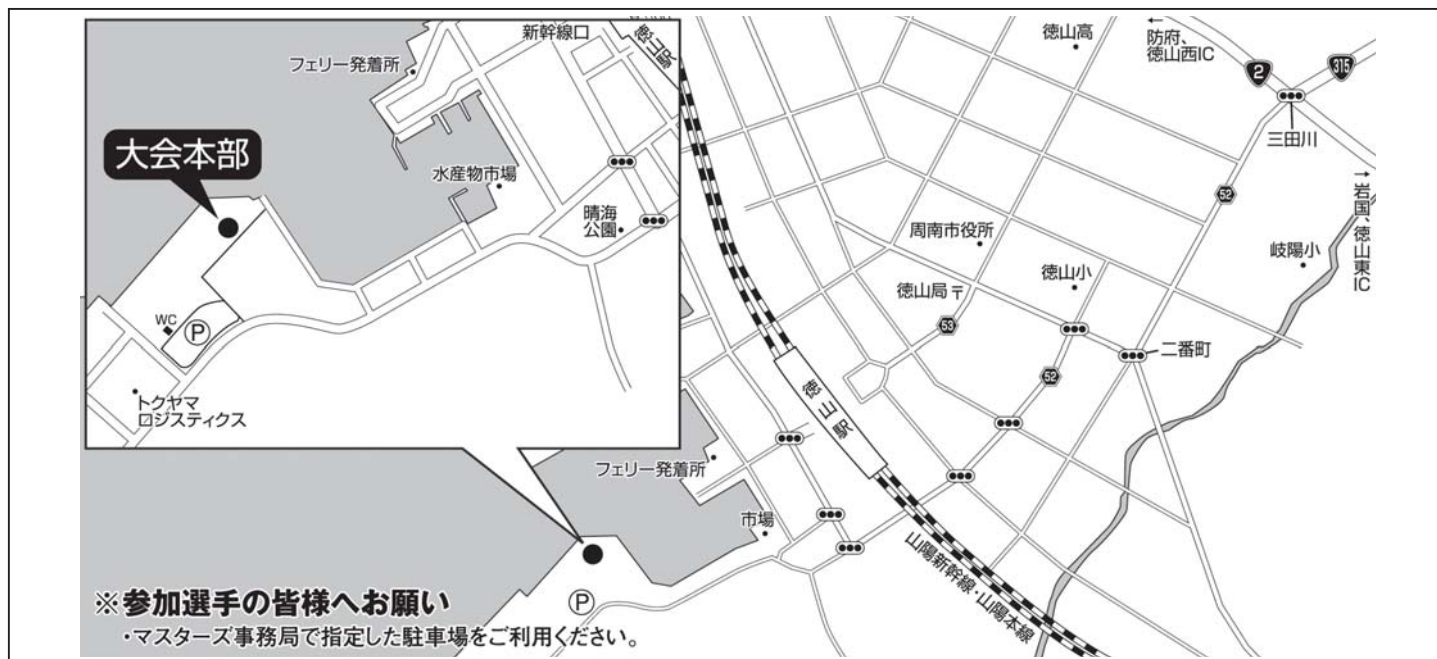 新幹線口
徳山駅
フェリー発着所
大会本部
水産物市場
晴海
公園
WC
P
トクヤマ
ロジスティクス
徳山高
←
防府、
徳山西IC
2
315
三田川
52
→岩国、徳山東IC
周南市役所
岐陽小
徳山小
徳山局〒
53
二番町
52
徳山駅
フェリー発着所
市場
山陽新幹線・山陽本線
P
※参加選手の皆様へお願い
・マスターズ事務局で指定した駐車場をご利用ください。